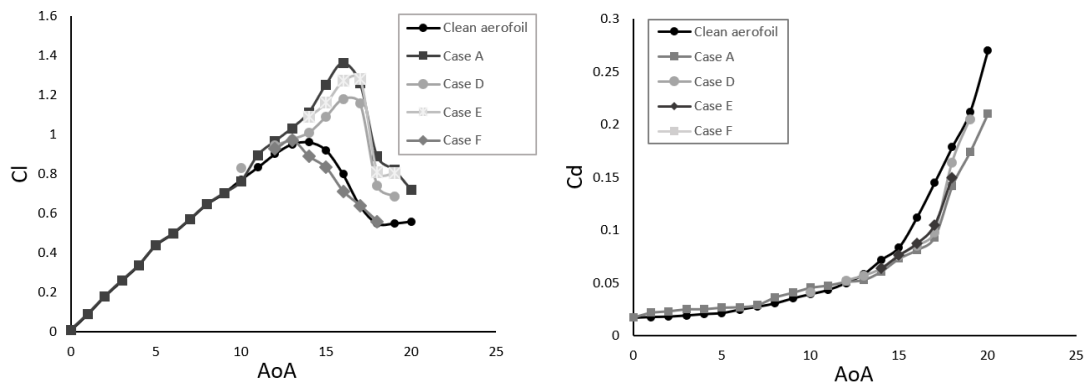 1.6
1.4
1.2
1
0.8
0.6
0.4
0.2
0
0 5 10 15 20 25
Cl
AoA
Clean aerofoil
Case A
Case D
Case E
Case F
0.3
0.25
0.2
0.15
0.1
0.05
0
0 5 10 15 20 25
Cd
AoA
Clean aerofoil
Case A
Case D
Case E
Case F